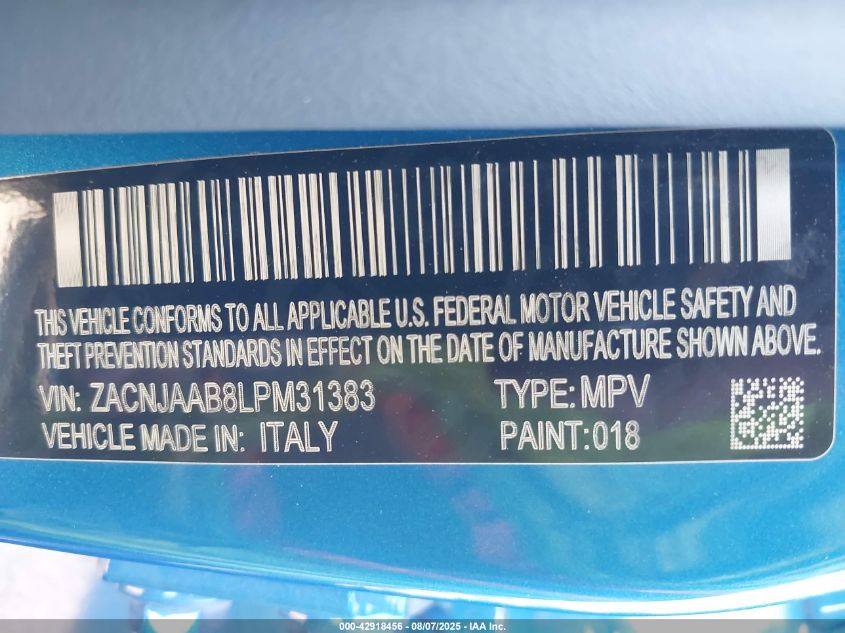 THIS VEHICLE CONFORMS TO ALL APPLICABLE U.S. FEDERAL MOTOR VEHICLE SAFETY AND
THEFT PREVENTION STANDARDS IN EFFECT ON THE DATE OF MANUFACTURE SHOWN ABOVE.
VIN: ZACNJAAB8LPM31383 TYPE: MPV
VEHICLE MADE IN: ITALY PAINT: 018
000-42918456 - 08/07/2025 - IAA Inc.